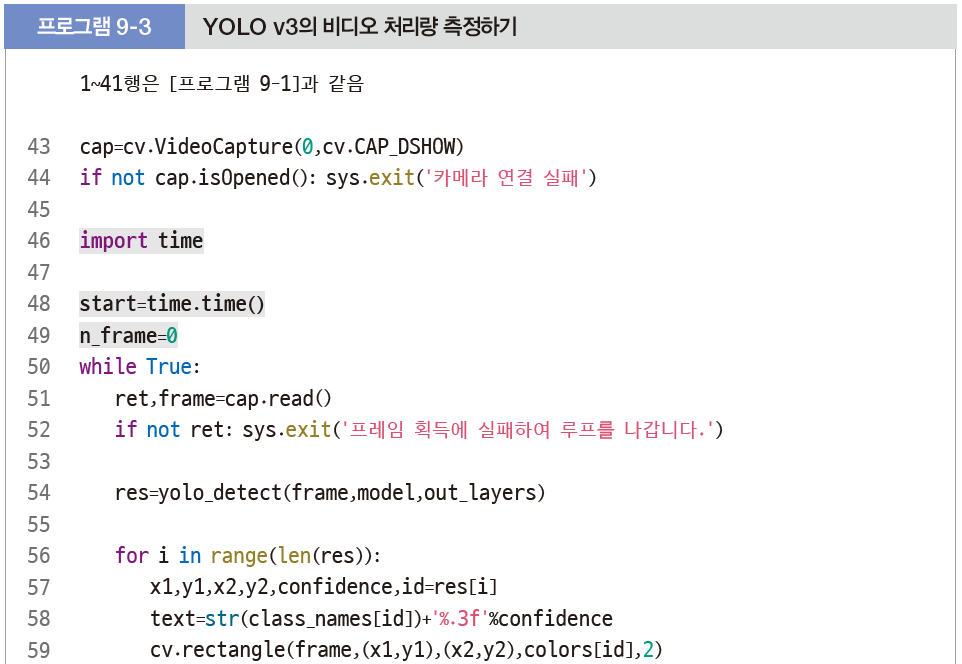 프로그램 9-3 YOLO v3의 비디오 처리량 측정하기
1~41행은 [프로그램 9-1]과 같음
43 cap=cv.VideoCapture(0,cv.CAP_DSHOW)
44 if not cap.isOpened(): sys.exit('카메라 연결 실패')
45
46 import time
47
48 start=time.time()
49 n_frame=0
50 while True:
51 ret,frame=cap.read()
52 if not ret: sys.exit('프레임 획득에 실패하여 루프를 나갑니다.')
53
54 res=yolo_detect(frame,model,out_layers)
55
56 for i in range(len(res)):
57 x1,y1,x2,y2,confidence,id=res[i]
58 text=str(class_names[id])+'%.3f'%confidence
59 cv.rectangle(frame,(x1,y1),(x2,y2),colors[id],2)